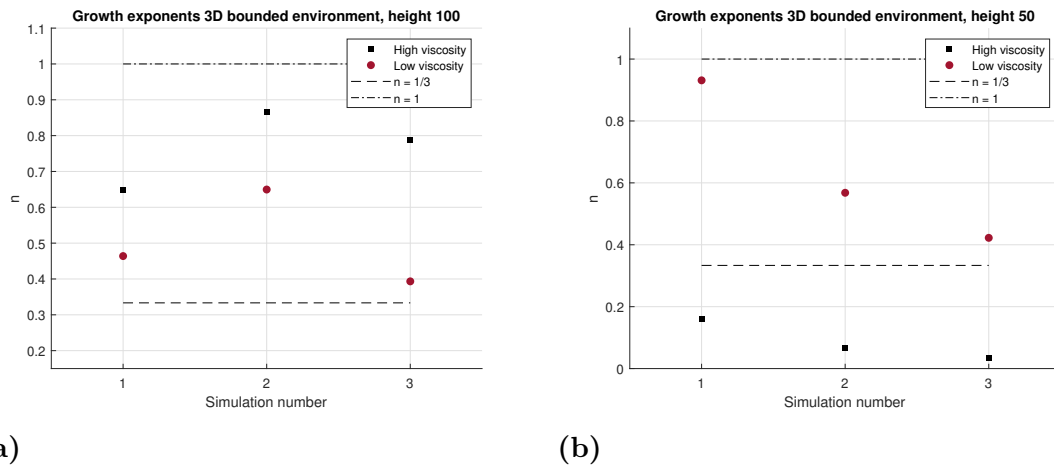 Growth exponents 3D bounded environment, height 100
1.1
1
0.9
0.8
0.7
0.6
0.5
0.4
0.3
0.2
n
High viscosity
Low viscosity
n = 1/3
n = 1
1 2 3
Simulation number
a)
Growth exponents 3D bounded environment, height 50
1
0.8
0.6
0.4
0.2
0
n
High viscosity
Low viscosity
n = 1/3
n = 1
1 2 3
Simulation number
(b)